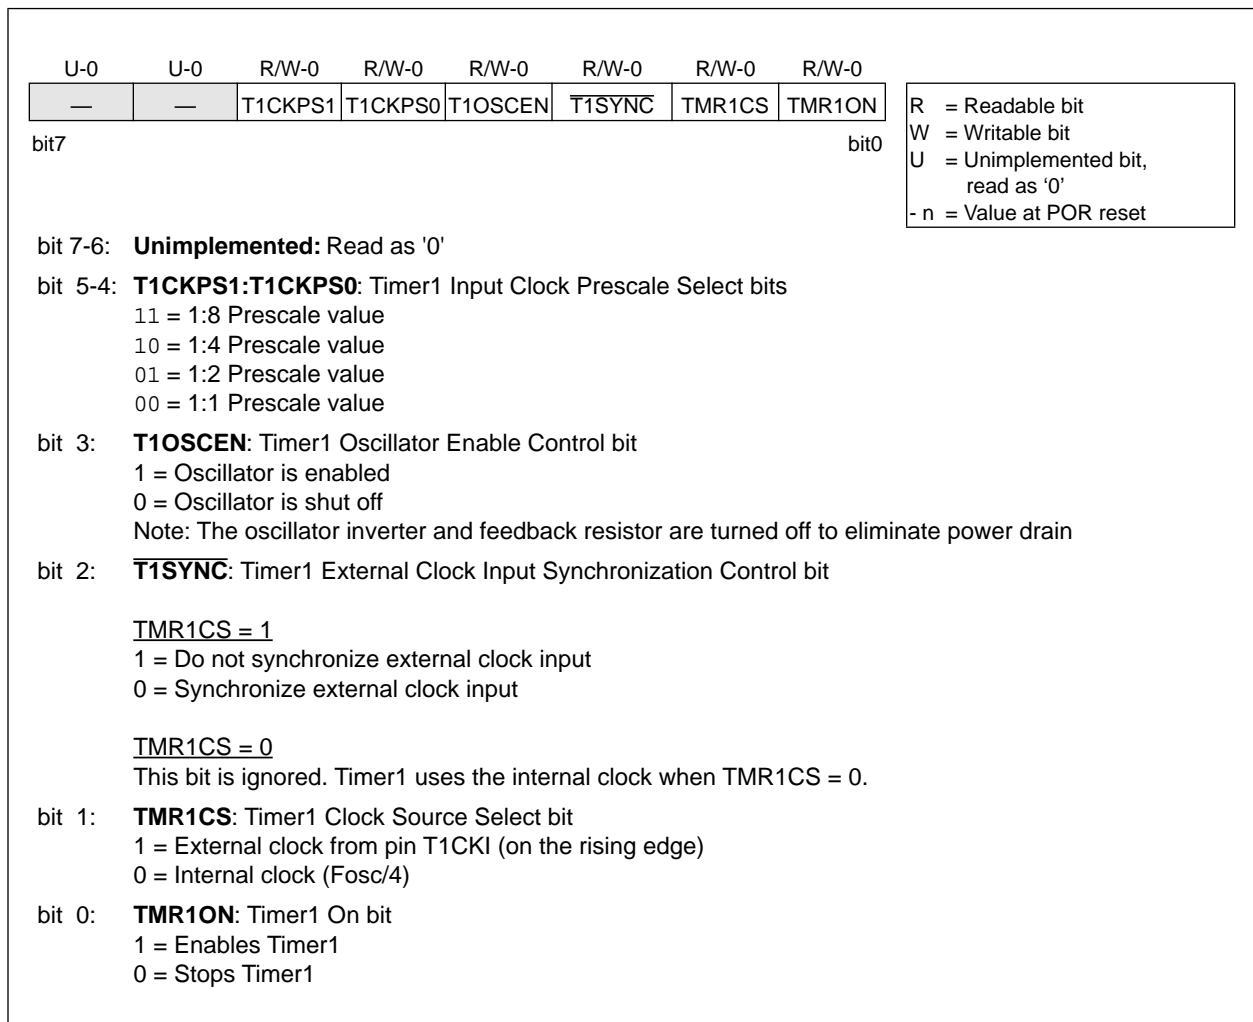 U-0 U-0 R/W-0 R/W-0 R/W-0 R/W-0 R/W-0 R/W-0
— — T1CKPS1 T1CKPS0 T1OSCEN T1SYNC TMR1CS TMR1ON
bit7 bit0
R = Readable bit
W = Writable bit
U = Unimplemented bit,
read as ‘0’
- n = Value at POR reset
bit 7-6: Unimplemented: Read as '0'
bit 5-4: T1CKPS1:T1CKPS0: Timer1 Input Clock Prescale Select bits
11 = 1:8 Prescale value
10 = 1:4 Prescale value
01 = 1:2 Prescale value
00 = 1:1 Prescale value
bit 3: T1OSCEN: Timer1 Oscillator Enable Control bit
1 = Oscillator is enabled
0 = Oscillator is shut off
Note: The oscillator inverter and feedback resistor are turned off to eliminate power drain
bit 2: T1SYNC: Timer1 External Clock Input Synchronization Control bit
TMR1CS = 1
1 = Do not synchronize external clock input
0 = Synchronize external clock input
TMR1CS = 0
This bit is ignored. Timer1 uses the internal clock when TMR1CS = 0.
bit 1: TMR1CS: Timer1 Clock Source Select bit
1 = External clock from pin T1CKI (on the rising edge)
0 = Internal clock (Fosc/4)
bit 0: TMR1ON: Timer1 On bit
1 = Enables Timer1
0 = Stops Timer1